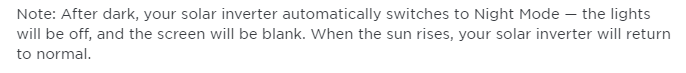 Note: After dark, your solar inverter automatically switches to Night Mode — the lights
will be off, and the screen will be blank. When the sun rises, your solar inverter will return
to normal.